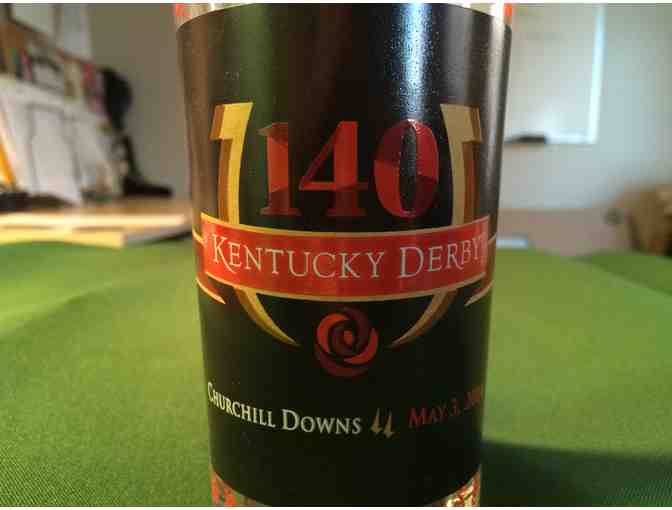 140
KENTUCKY DERBY
CHURCHILL DOWNS MAY 3,